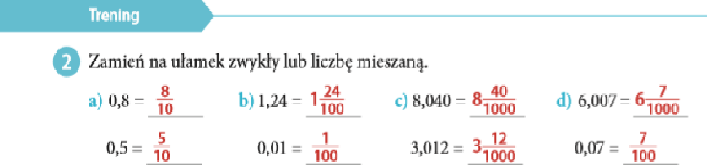 Trening
2 Zamień na ułamek zwykły lub liczbę mieszaną.
a) 0,8 = 8/10 b) 1,24 = 1 24/100 c) 8,040 = 8 40/1000 d) 6,007 = 6 7/1000
0,5 = 5/10 0,01 = 1/100 3,012 = 3 12/1000 0,07 = 7/100